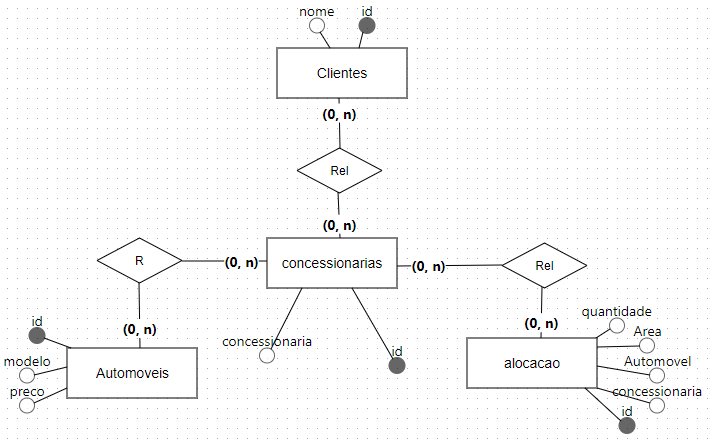 nome
id
Clientes
(0, n)
Rel
(0, n)
R
(0, n)
concessionarias
(0, n)
Rel
(0, n)
(0, n)
id
modelo
preco
Automoveis
concessionaria
id
alocacao
quantidade
Area
Automovel
concessionaria
id